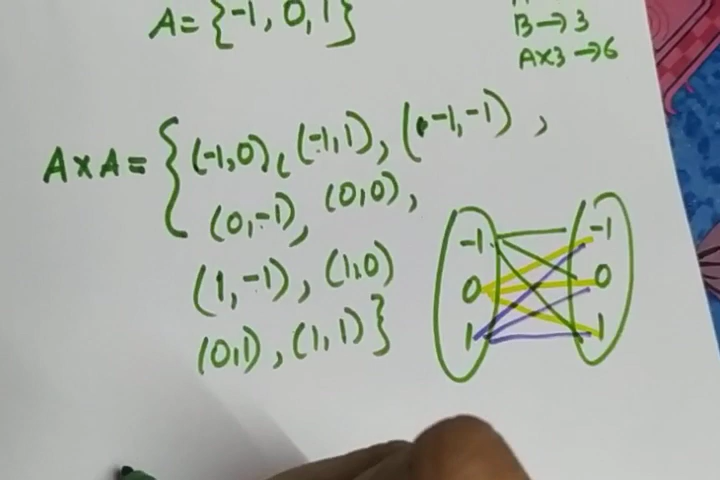 A = {-1, 0, 1}
B → 3
A×3 → 6
A × A = { (-1,0), (-1,1), (-1,-1) ,
(0,-1), (0,0),
(1,-1), (1,0)
(0,1), (1,1) }
-1
0
1
-1
0
1